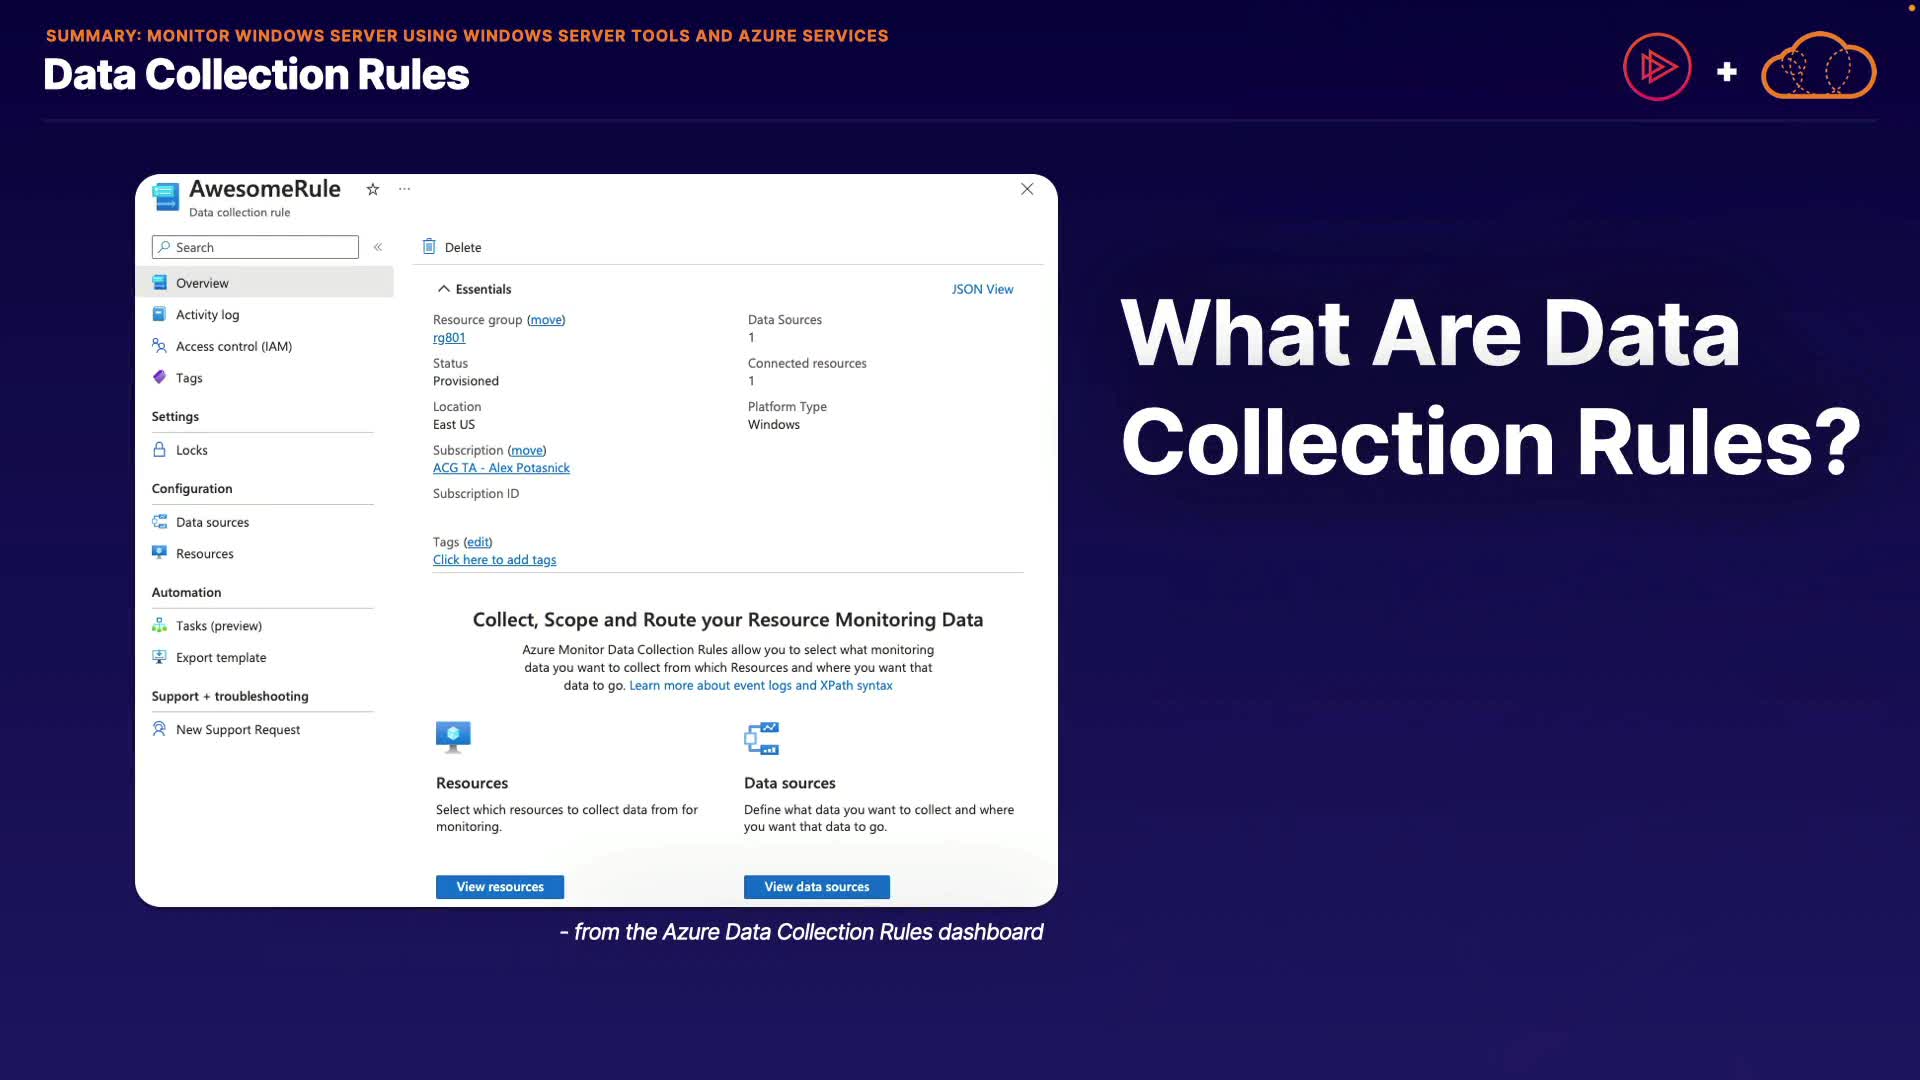 SUMMARY: MONITOR WINDOWS SERVER USING WINDOWS SERVER TOOLS AND AZURE SERVICES
Data Collection Rules
+
AwesomeRule
Data collection rule
Search
Overview
Activity log
Access control (IAM)
Tags
Settings
Locks
Configuration
Data sources
Resources
Automation
Tasks (preview)
Export template
Support + troubleshooting
New Support Request
Delete
Essentials
JSON View
Resource group (move)
rg801
Status
Provisioned
Location
East US
Subscription (move)
ACG TA - Alex Potasnick
Subscription ID
Data Sources
1
Connected resources
1
Platform Type
Windows
Tags (edit)
Click here to add tags
Collect, Scope and Route your Resource Monitoring Data
Azure Monitor Data Collection Rules allow you to select what monitoring
data you want to collect from which Resources and where you want that
data to go. Learn more about event logs and XPath syntax
Resources
Select which resources to collect data from for
monitoring.
View resources
Data sources
Define what data you want to collect and where
you want that data to go.
View data sources
- from the Azure Data Collection Rules dashboard
What Are Data
Collection Rules?